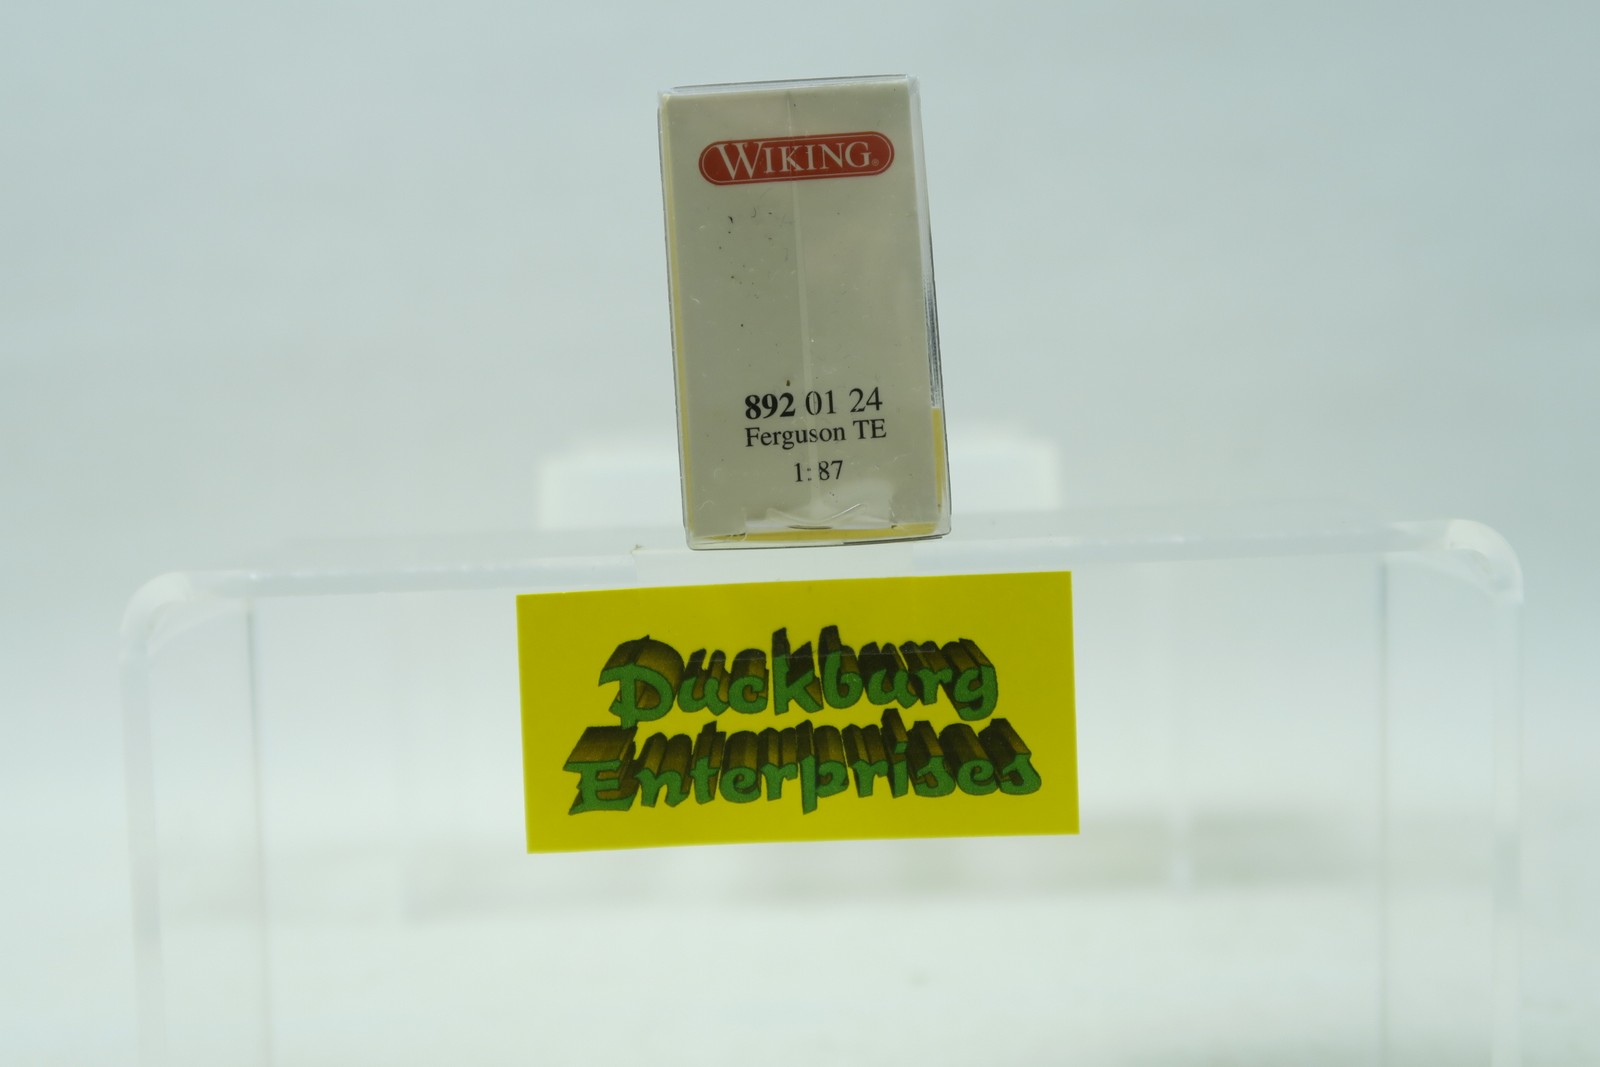 WIKING®
892 01 24
Ferguson TE
1:87
Duckburg
Enterprises